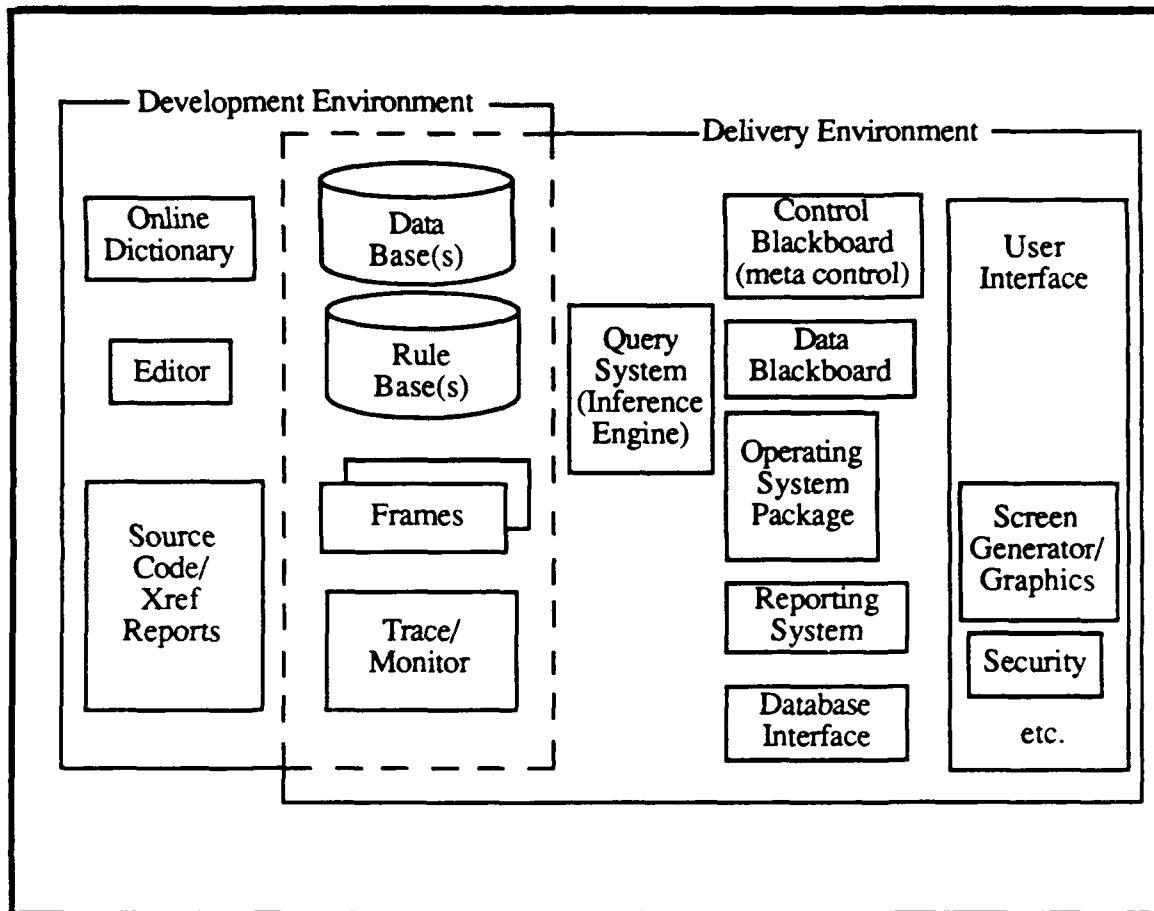 Development Environment
Delivery Environment
Online
Dictionary
Editor
Source
Code/
Xref
Reports
Data
Base(s)
Rule
Base(s)
Frames
Trace/
Monitor
Query
System
(Inference
Engine)
Control
Blackboard
(meta control)
Data
Blackboard
Operating
System
Package
Reporting
System
Database
Interface
User
Interface
Screen
Generator/
Graphics
Security
etc.